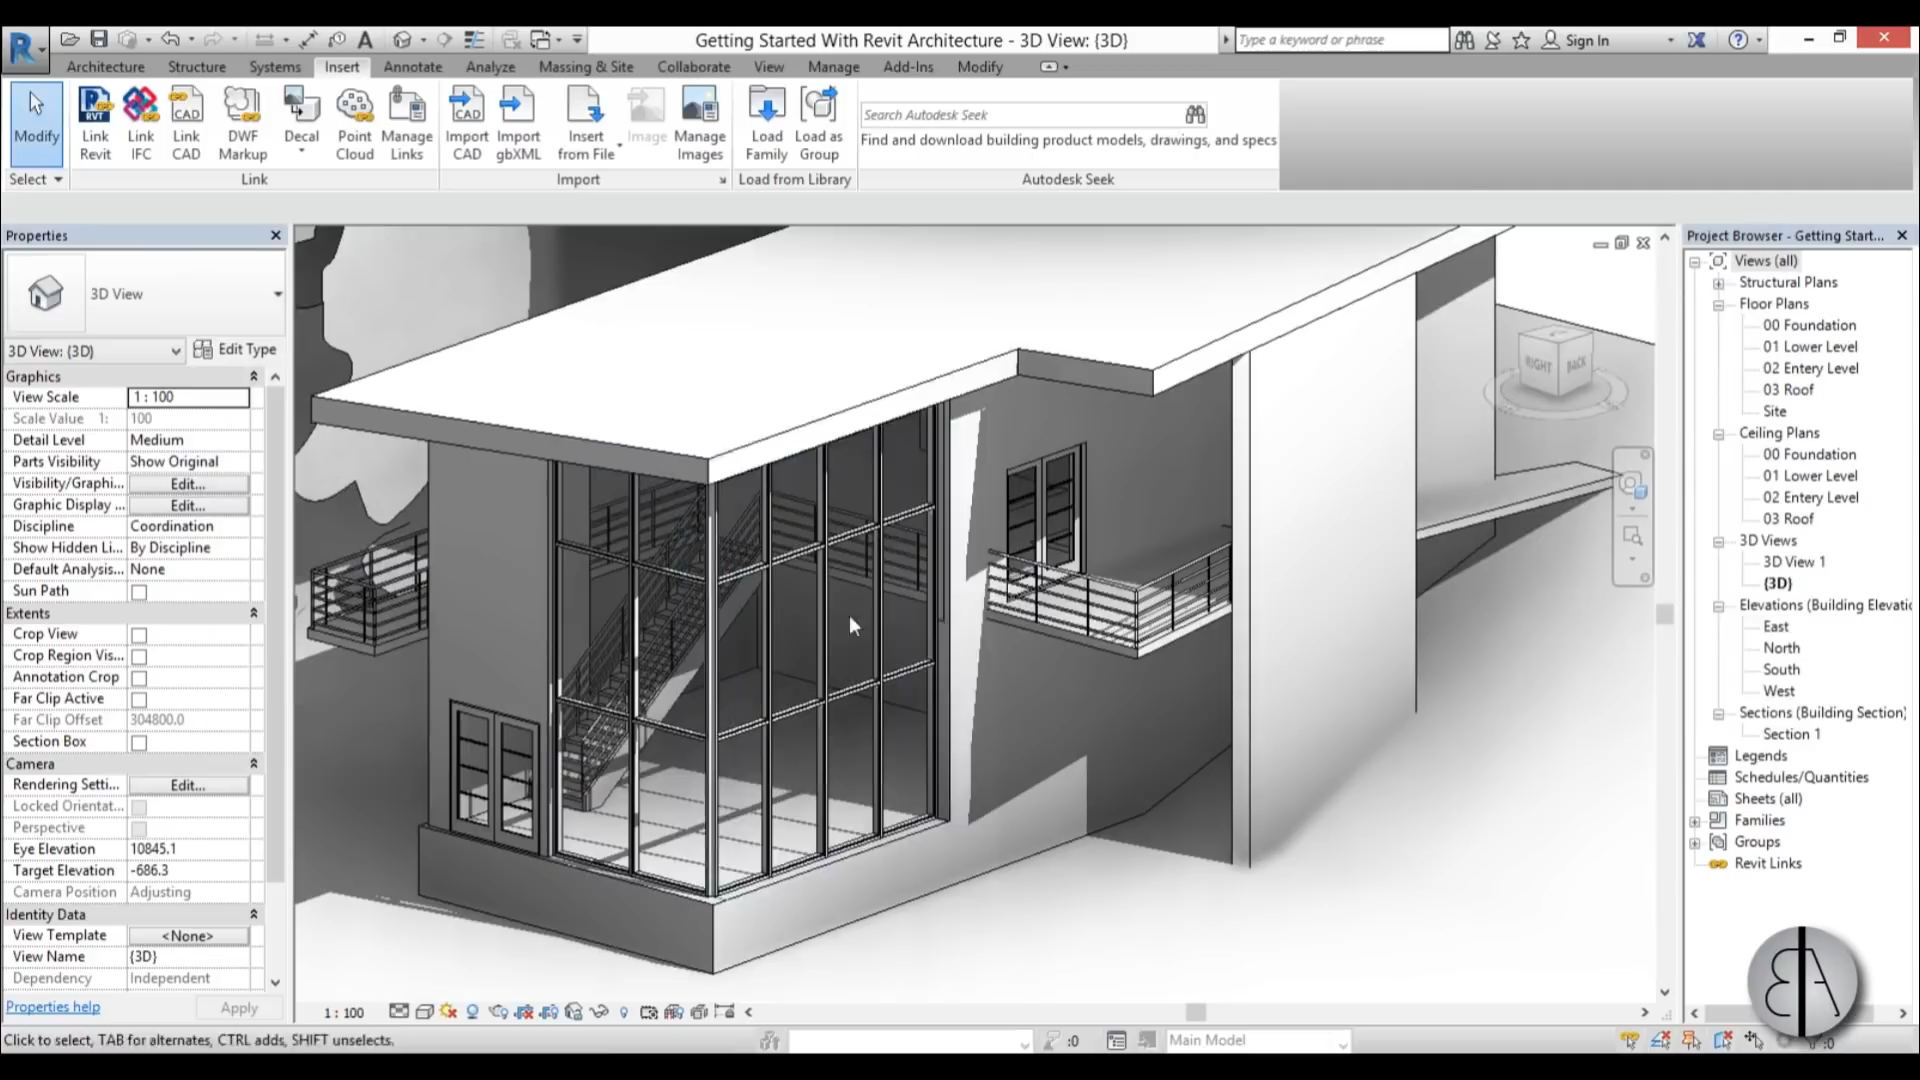 Getting Started With Revit Architecture - 3D View: {3D}
Type a keyword or phrase
Sign In
Architecture Structure Systems Insert Annotate Analyze Massing & Site Collaborate View Manage Add-Ins Modify
Modify
Link Revit
Link IFC
Link CAD
DWF Markup
Decal
Point Cloud
Manage Links
Import CAD
Import gbXML
Insert from File
Image
Manage Images
Load Family
Load as Group
Search Autodesk Seek
Find and download building product models, drawings, and specs
Select
Link
Import
Load from Library
Autodesk Seek
Properties
3D View
3D View: {3D}
Edit Type
Graphics
View Scale 1 : 100
Scale Value 1: 100
Detail Level Medium
Parts Visibility Show Original
Visibility/Graphi... Edit...
Graphic Display ... Edit...
Discipline Coordination
Show Hidden Li... By Discipline
Default Analysis... None
Sun Path
Extents
Crop View
Crop Region Vis...
Annotation Crop
Far Clip Active
Far Clip Offset 304800.0
Section Box
Camera
Rendering Setti... Edit...
Locked Orientat...
Perspective
Eye Elevation 10845.1
Target Elevation -686.3
Camera Position Adjusting
Identity Data
View Template <None>
View Name {3D}
Dependency Independent
Properties help
Apply
RIGHT
BACK
1 : 100
Project Browser - Getting Start...
Views (all)
Structural Plans
Floor Plans
00 Foundation
01 Lower Level
02 Entery Level
03 Roof
Site
Ceiling Plans
00 Foundation
01 Lower Level
02 Entery Level
03 Roof
3D Views
3D View 1
{3D}
Elevations (Building Elevatic
East
North
South
West
Sections (Building Section)
Section 1
Legends
Schedules/Quantities
Sheets (all)
Families
Groups
Revit Links
Click to select, TAB for alternates, CTRL adds, SHIFT unselects.
:0
Main Model
:0